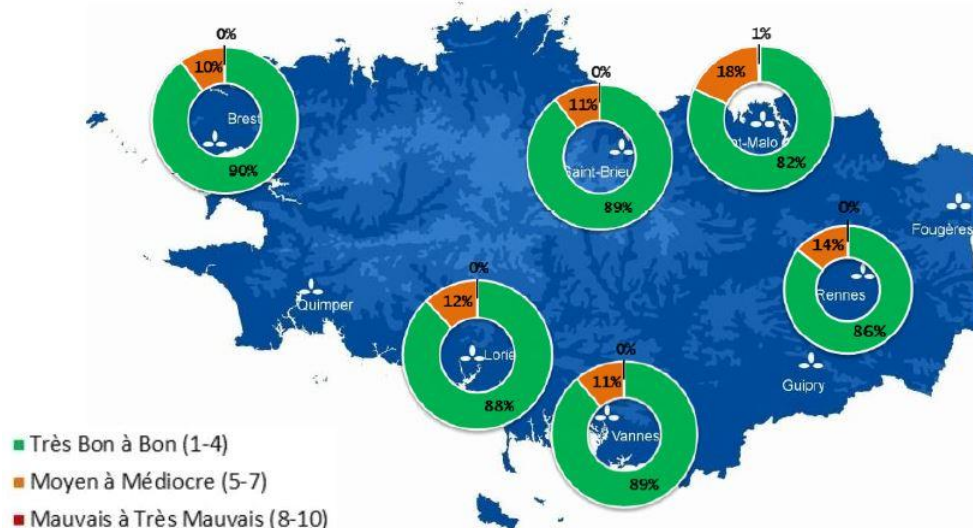 0%
10%
Brest
90%
0%
11%
Saint-Brieu
89%
1%
18%
nt-Malo
82%
0%
14%
Rennes
86%
Fougères
Quimper
0%
12%
Lorie
88%
0%
11%
Vannes
89%
Guipry
Très Bon à Bon (1-4)
Moyen à Médiocre (5-7)
Mauvais à Très Mauvais (8-10)